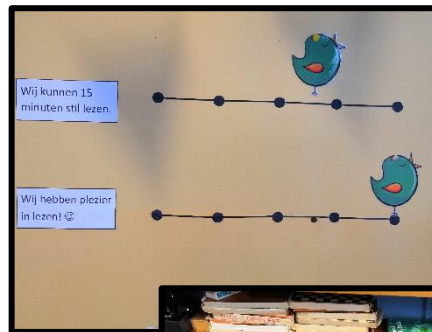 Wij kunnen 15
minuten stil lezen.
Wij hebben plezier
in lezen! ☺